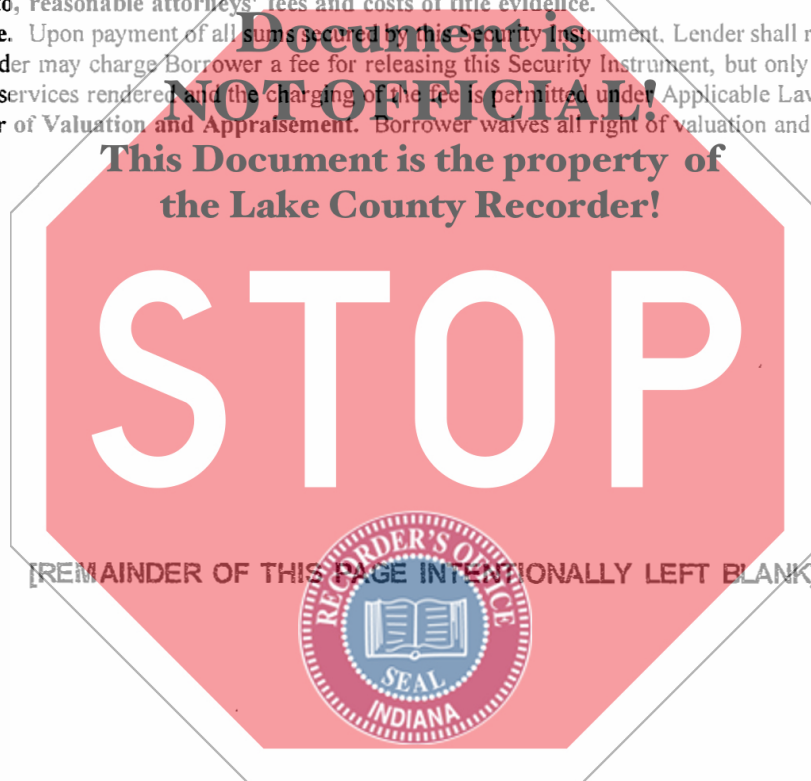 to, reasonable attorneys' fees and costs of title evidence.
e. Upon payment of all sums secured by this Security Instrument, Lender shall r
der may charge Borrower a fee for releasing this Security Instrument, but only
services rendered and the charging of the fee is permitted under Applicable Lav
r of Valuation and Appraisement. Borrower waives all right of valuation and
Document is
NOT OFFICIAL!
This Document is the property of
the Lake County Recorder!
STOP
[REMAINDER OF THIS PAGE INTENTIONALLY LEFT BLANK]
RECORDER'S OFFICE
SEAL
INDIANA